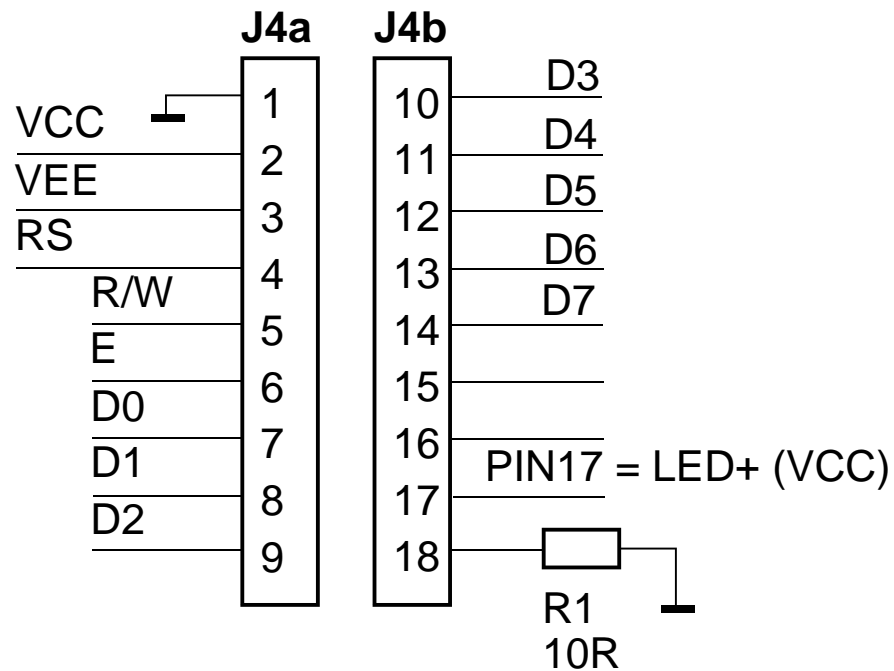 J4a
J4b
VCC
VEE
RS
R/W
E
D0
D1
D2
1
2
3
4
5
6
7
8
9
10
11
12
13
14
15
16
17
18
D3
D4
D5
D6
D7
PIN17 = LED+ (VCC)
R1
10R